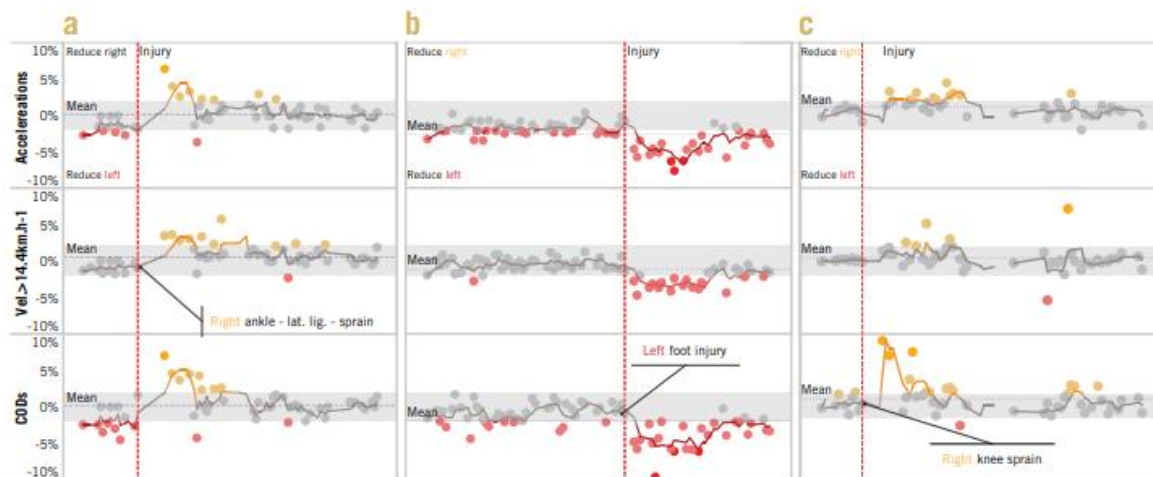 a
b
c
Accelerations
10%
5%
0%
-5%
-10%
Reduce right
Injury
Mean
Reduce left
Reduce right
Injury
Mean
Reduce left
Reduce right
Injury
Mean
Reduce left
Vel.>14.4km.h-1
10%
5%
0%
-5%
-10%
Mean
Right ankle - lat. lig. - sprain
Mean
Mean
CODs
10%
5%
0%
-5%
-10%
Mean
Mean
Left foot injury
Mean
Right knee sprain